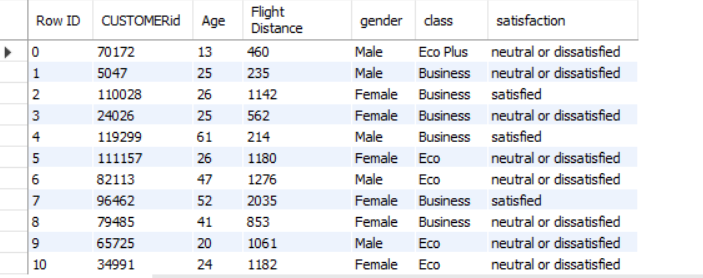 Row ID CUSTOMERid Age Flight Distance gender class satisfaction
0 70172 13 460 Male Eco Plus neutral or dissatisfied
1 5047 25 235 Male Business neutral or dissatisfied
2 110028 26 1142 Female Business satisfied
3 24026 25 562 Female Business neutral or dissatisfied
4 119299 61 214 Male Business satisfied
5 111157 26 1180 Female Eco neutral or dissatisfied
6 82113 47 1276 Male Eco neutral or dissatisfied
7 96462 52 2035 Female Business satisfied
8 79485 41 853 Female Business neutral or dissatisfied
9 65725 20 1061 Male Eco neutral or dissatisfied
10 34991 24 1182 Female Eco neutral or dissatisfied